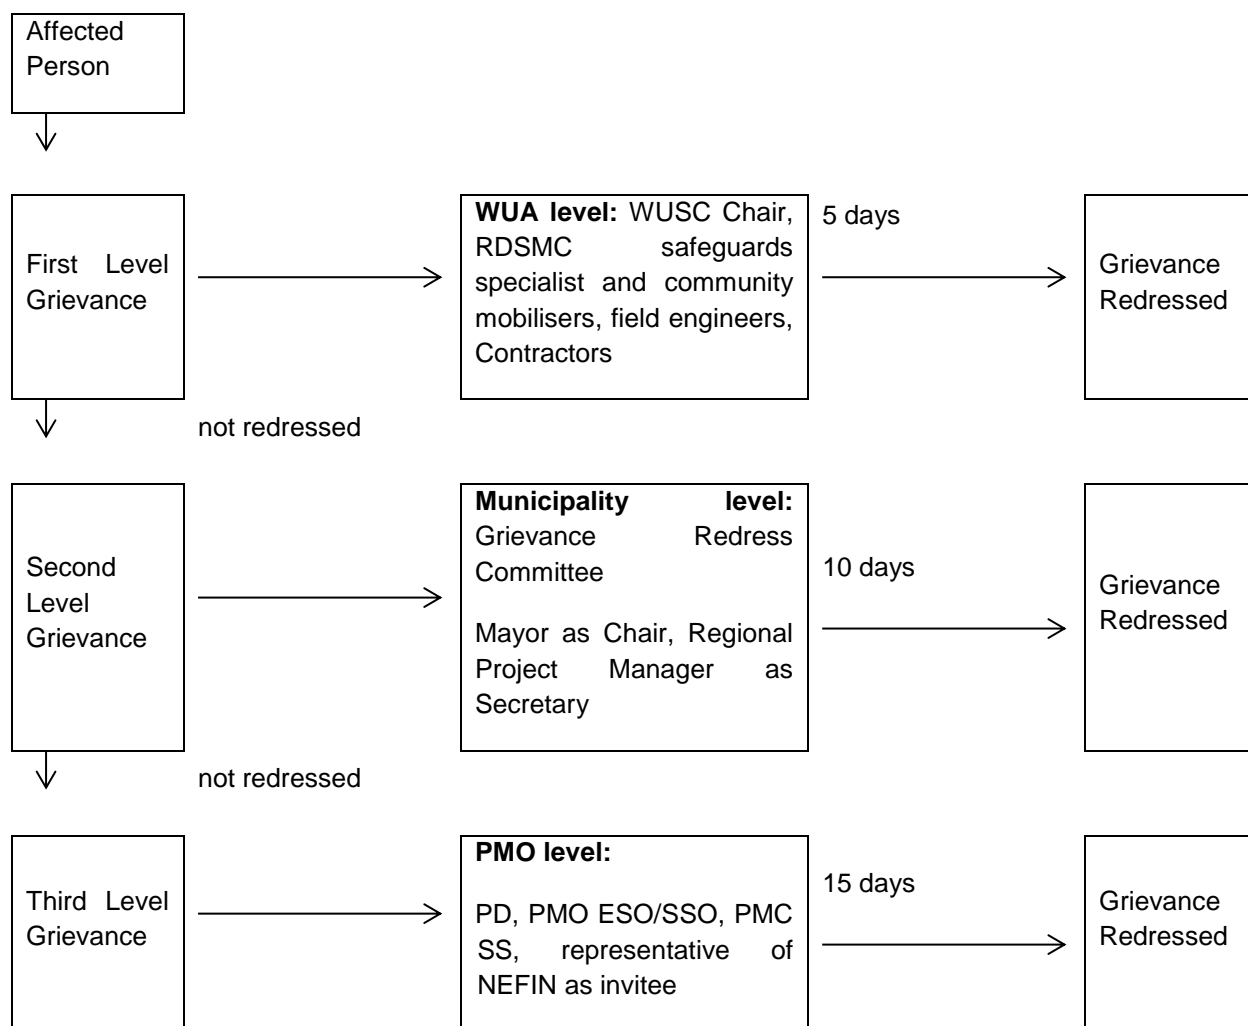 Affected
Person
First Level
Grievance
WUA level: WUSC Chair,
RDSMC safeguards
specialist and community
mobilisers, field engineers,
Contractors
5 days
Grievance
Redressed
not redressed
Second
Level
Grievance
Municipality level:
Grievance Redress
Committee
Mayor as Chair, Regional
Project Manager as
Secretary
10 days
Grievance
Redressed
not redressed
Third Level
Grievance
PMO level:
PD, PMO ESO/SSO, PMC
SS, representative of
NEFIN as invitee
15 days
Grievance
Redressed